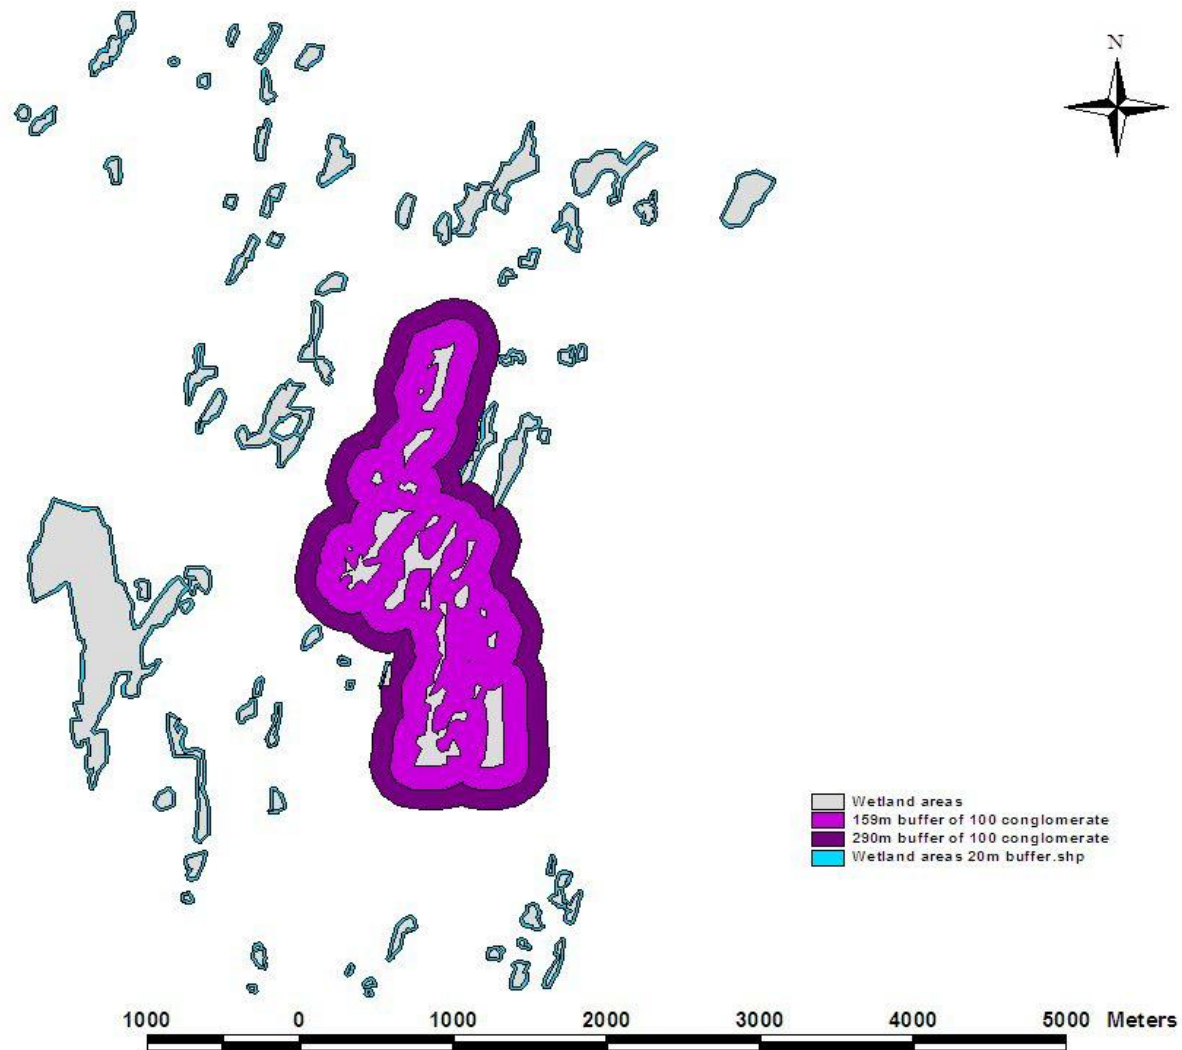 N
Wetland areas
159m buffer of 100 conglomerate
290m buffer of 100 conglomerate
Wetland areas 20m buffer.shp
1000 0 1000 2000 3000 4000 5000 Meters